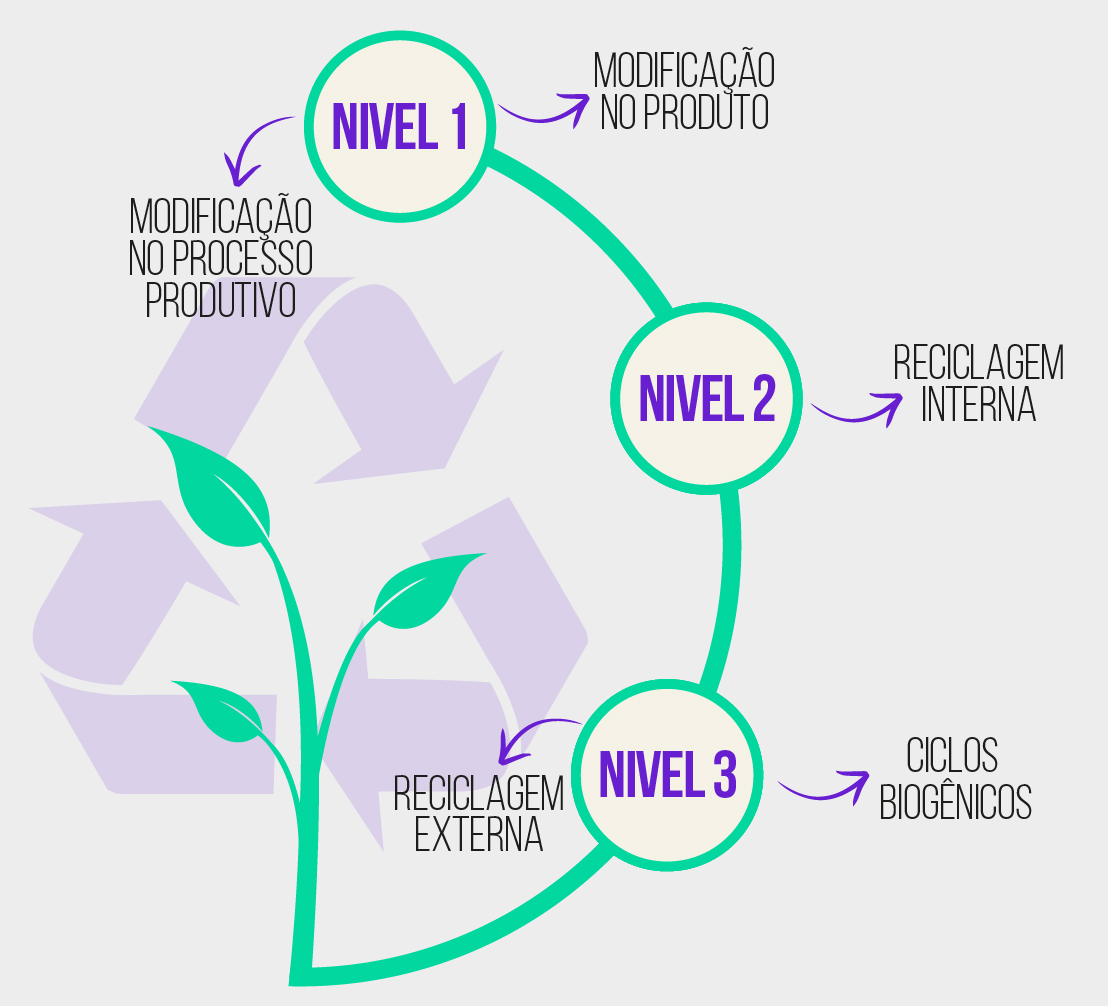 NIVEL 1
MODIFICAÇÃO
NO PRODUTO
MODIFICAÇÃO
NO PROCESSO
PRODUTIVO
NIVEL 2
RECICLAGEM
INTERNA
NIVEL 3
RECICLAGEM
EXTERNA
CICLOS
BIOGÊNICOS